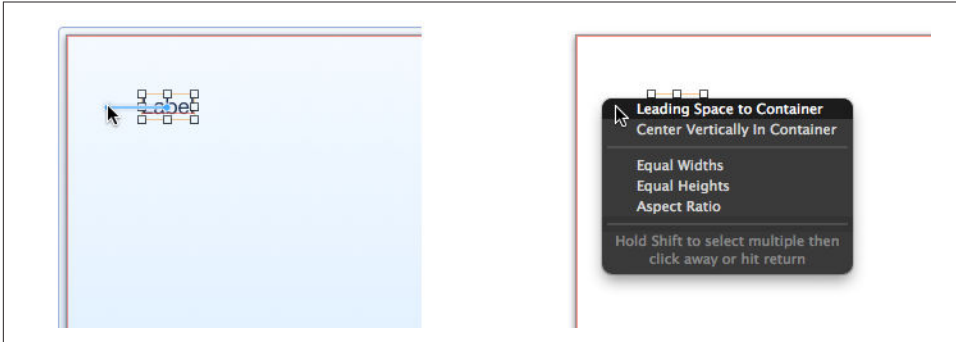 Label
Leading Space to Container
Center Vertically In Container
Equal Widths
Equal Heights
Aspect Ratio
Hold Shift to select multiple then
click away or hit return